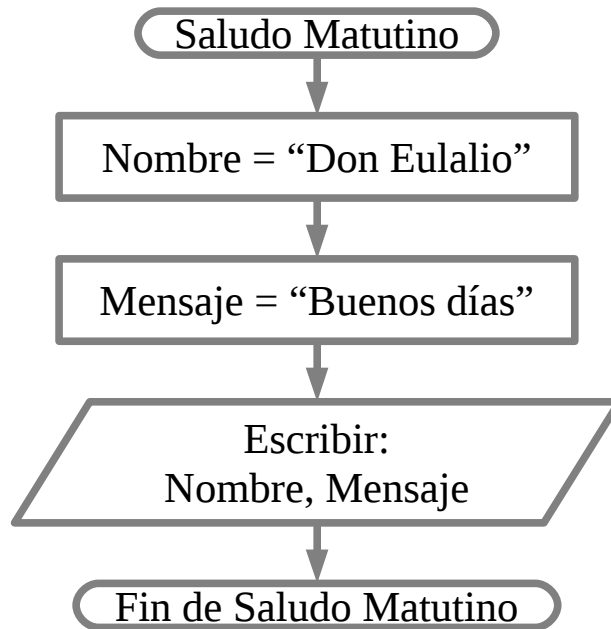 Saludo Matutino
Nombre = “Don Eulalio”
Mensaje = “Buenos días”
Escribir:
Nombre, Mensaje
Fin de Saludo Matutino